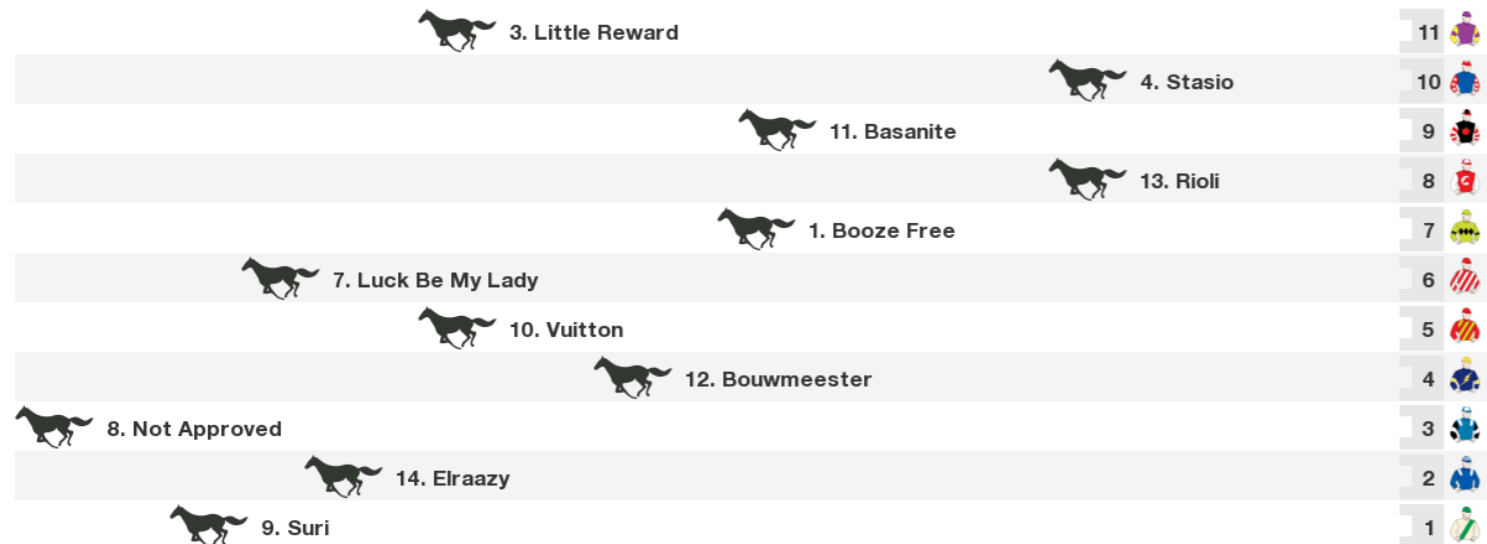 3. Little Reward 11
4. Stasio 10
11. Basanite 9
13. Rioli 8
1. Booze Free 7
7. Luck Be My Lady 6
10. Vuitton 5
12. Bouwmeester 4
8. Not Approved 3
14. Elraazy 2
9. Suri 1